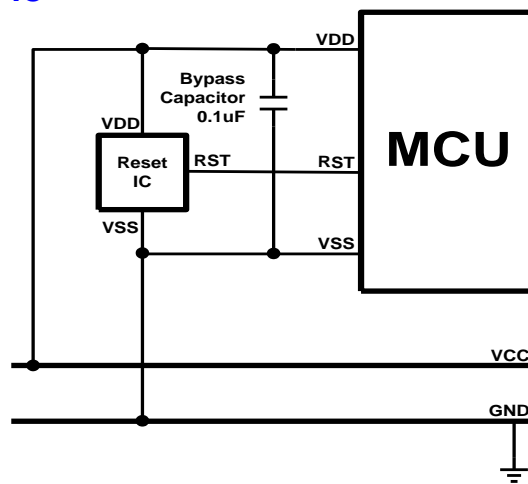 VDD
Bypass
Capacitor
0.1uF
VDD
MCU
Reset
IC
RST
RST
VSS
VSS
VCC
GND